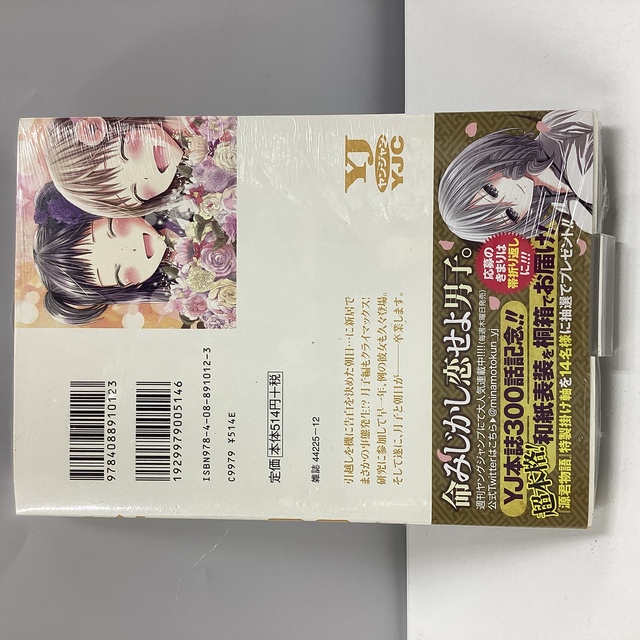 YJ
ヤンジャン
YJC
引越しを機に告白を決めた朝日…に新居で
まさかの事態発生!? 月子編もクライマックス!
研究に参加して早一年、例の彼女も久々登場。
そして遂に、月子と朝日が――卒業します。
9784088910123
1929979005146
ISBN978-4-08-891012-3
C9979 ¥514E
定価 本体514円+税
雑誌 44225-12
命みじかし恋せよ男子。
週刊ヤングジャンプにて大人気連載中!!!!(毎週木曜日発売)
公式Twitterはこちら▶@minamotokun_yj
応募の
きまりは
帯折り返し
に!!!
YJ本誌300話記念!!
超本格!
和紙表装を桐箱でお届け!
「源君物語」特製掛け軸を14名様に抽選でプレゼント!!